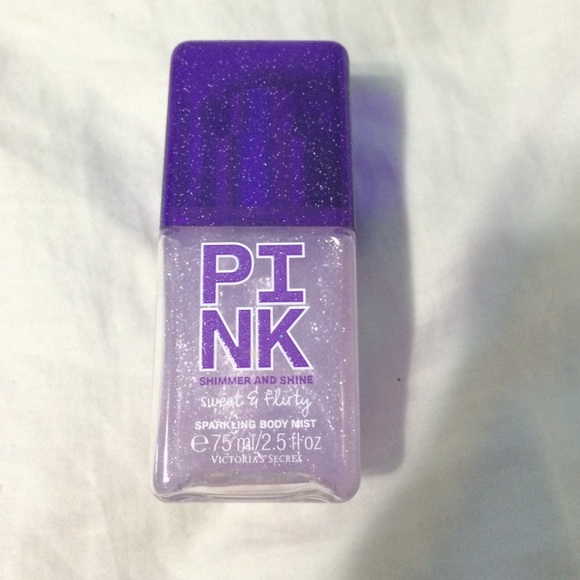 PI
NK
SHIMMER AND SHINE
sweet & flirty
SPARKLING BODY MIST
℮ 75 ml/2.5 fl oz
VICTORIA'S SECRET